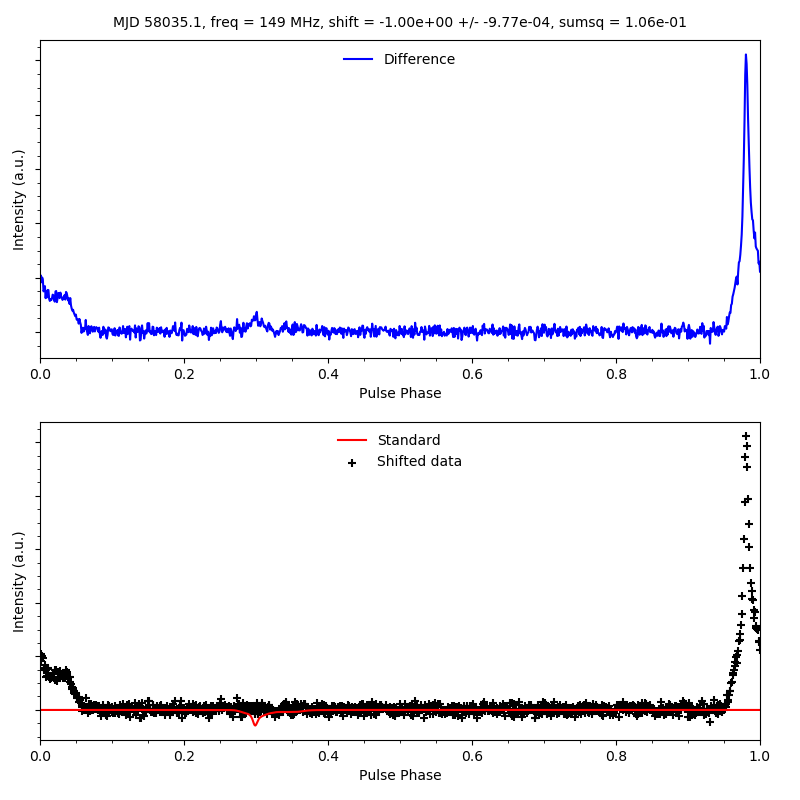 MJD 58035.1, freq = 149 MHz, shift = -1.00e+00 +/- -9.77e-04, sumsq = 1.06e-01
Difference
Intensity (a.u.)
0.0 0.2 0.4 0.6 0.8 1.0
Pulse Phase
Standard
Shifted data
Intensity (a.u.)
0.0 0.2 0.4 0.6 0.8 1.0
Pulse Phase